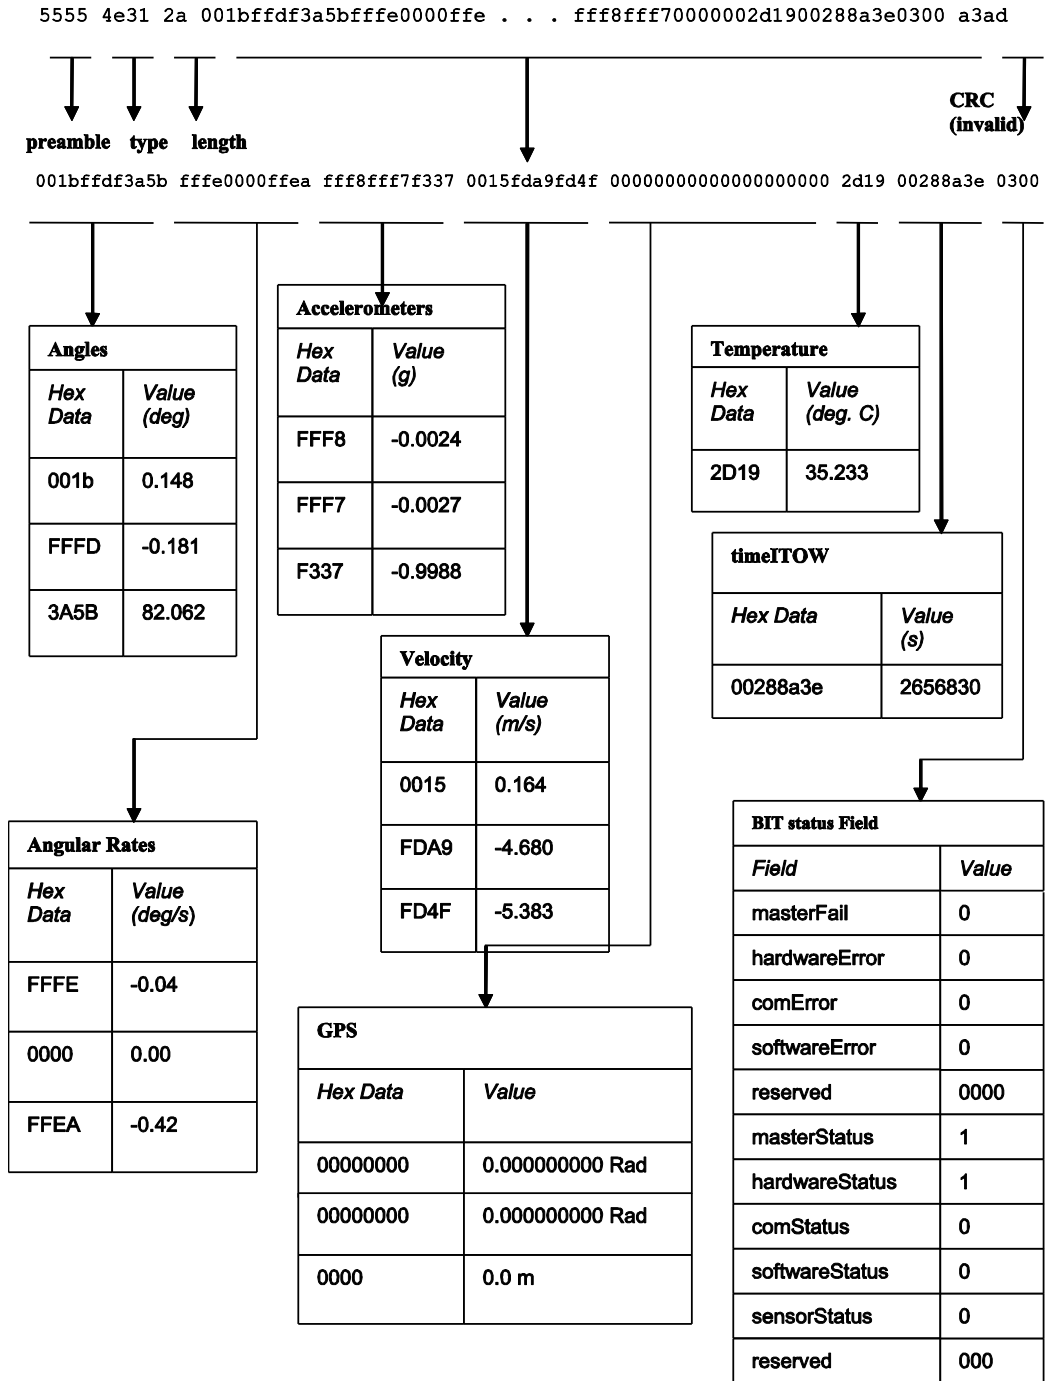 5555 4e31 2a 001bffdf3a5bfffe0000ffe . . . fff8fff70000002d1900288a3e0300 a3ad
CRC
(invalid)
preamble type length
001bffdf3a5b fffe0000ffea fff8fff7f337 0015fda9fd4f 00000000000000000000 2d19 00288a3e 0300
Angles
Hex Data Value (deg)
001b 0.148
FFFD -0.181
3A5B 82.062
Accelerometers
Hex Data Value (g)
FFF8 -0.0024
FFF7 -0.0027
F337 -0.9988
Temperature
Hex Data Value (deg. C)
2D19 35.233
timeITOW
Hex Data Value (s)
00288a3e 2656830
Velocity
Hex Data Value (m/s)
0015 0.164
FDA9 -4.680
FD4F -5.383
Angular Rates
Hex Data Value (deg/s)
FFFE -0.04
0000 0.00
FFEA -0.42
GPS
Hex Data Value
00000000 0.000000000 Rad
00000000 0.000000000 Rad
0000 0.0 m
BIT status Field
Field Value
masterFail 0
hardwareError 0
comError 0
softwareError 0
reserved 0000
masterStatus 1
hardwareStatus 1
comStatus 0
softwareStatus 0
sensorStatus 0
reserved 000